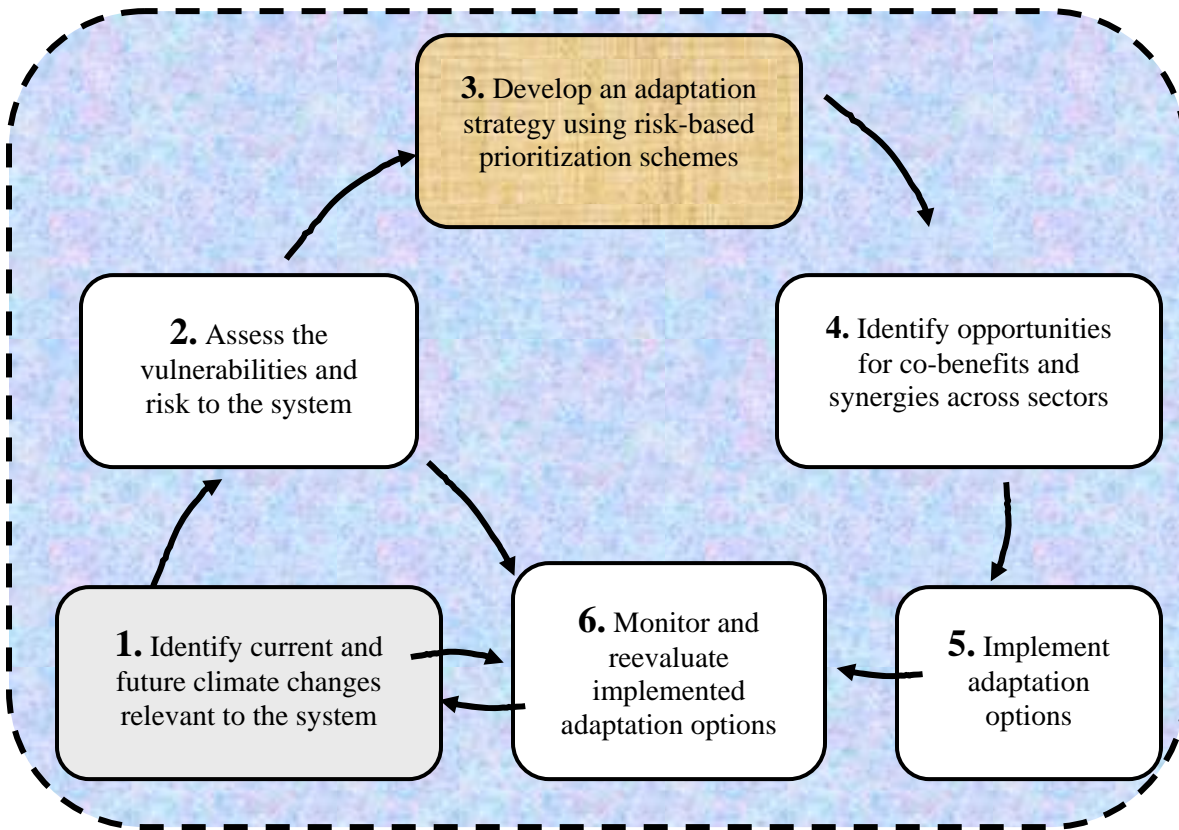 3. Develop an adaptation
strategy using risk-based
prioritization schemes
2. Assess the
vulnerabilities and
risk to the system
4. Identify opportunities
for co-benefits and
synergies across sectors
1. Identify current and
future climate changes
relevant to the system
6. Monitor and
reevaluate
implemented
adaptation options
5. Implement
adaptation
options